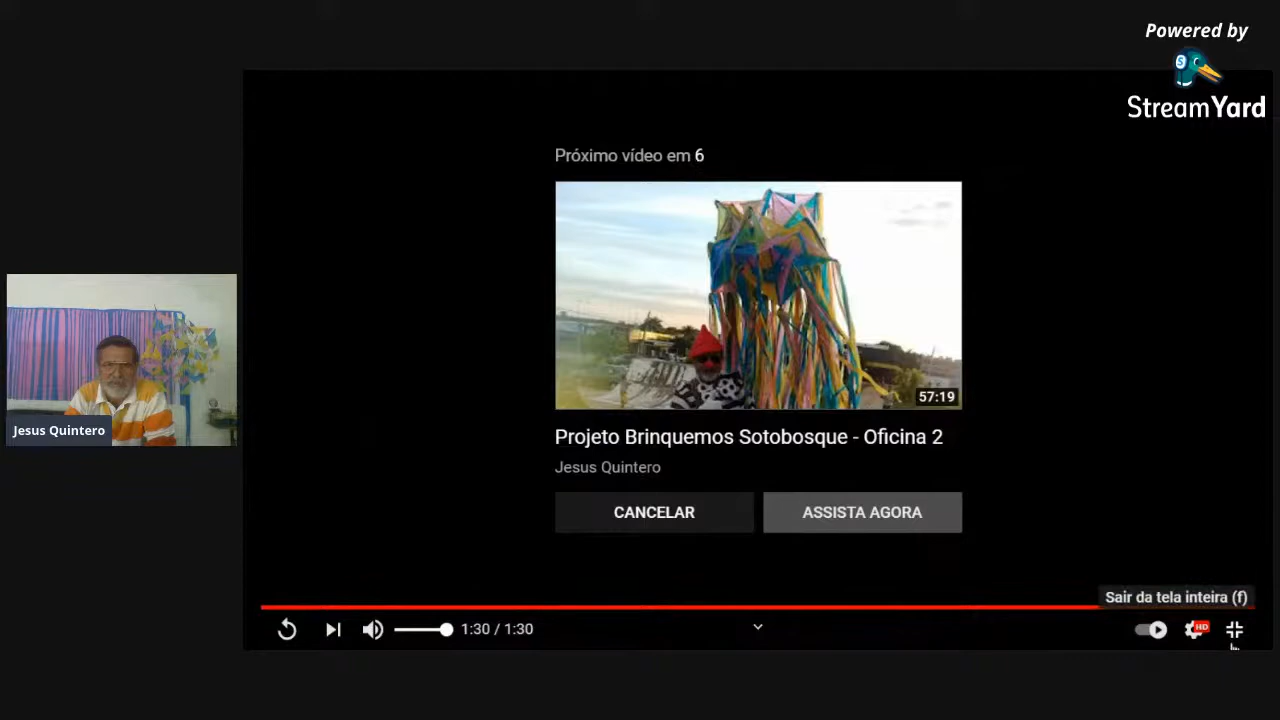 Powered by
StreamYard
Próximo vídeo em 6
57:19
Projeto Brinquemos Sotobosque - Oficina 2
Jesus Quintero
CANCELAR
ASSISTA AGORA
Jesus Quintero
Sair da tela inteira (f)
1:30 / 1:30
HD